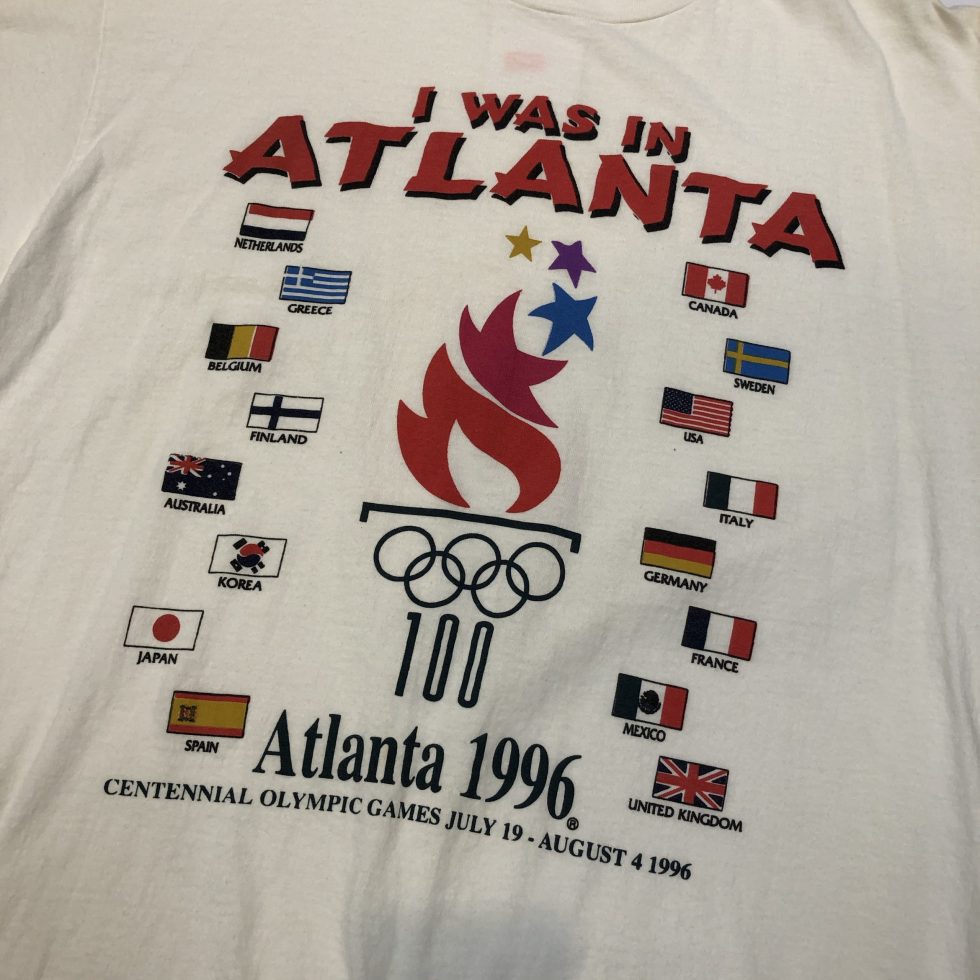 I WAS IN
ATLANTA
NETHERLANDS
GREECE
BELGIUM
FINLAND
AUSTRALIA
KOREA
JAPAN
SPAIN
CANADA
SWEDEN
USA
ITALY
GERMANY
FRANCE
MEXICO
UNITED KINGDOM
100
Atlanta 1996®
CENTENNIAL OLYMPIC GAMES JULY 19 - AUGUST 4 1996